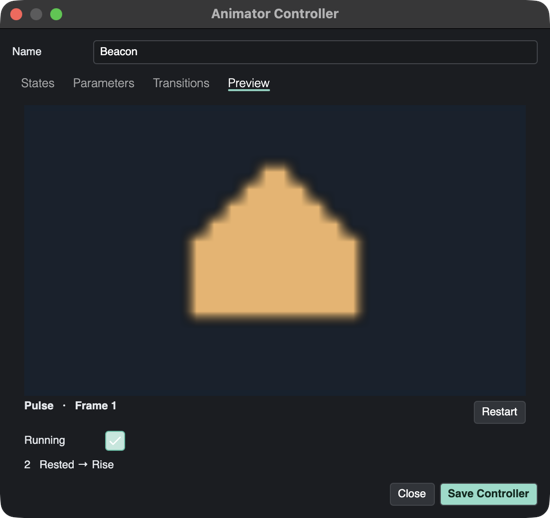 Animator Controller
Name Beacon
States Parameters Transitions Preview
Pulse · Frame 1
Restart
Running
2 Rested → Rise
Close Save Controller